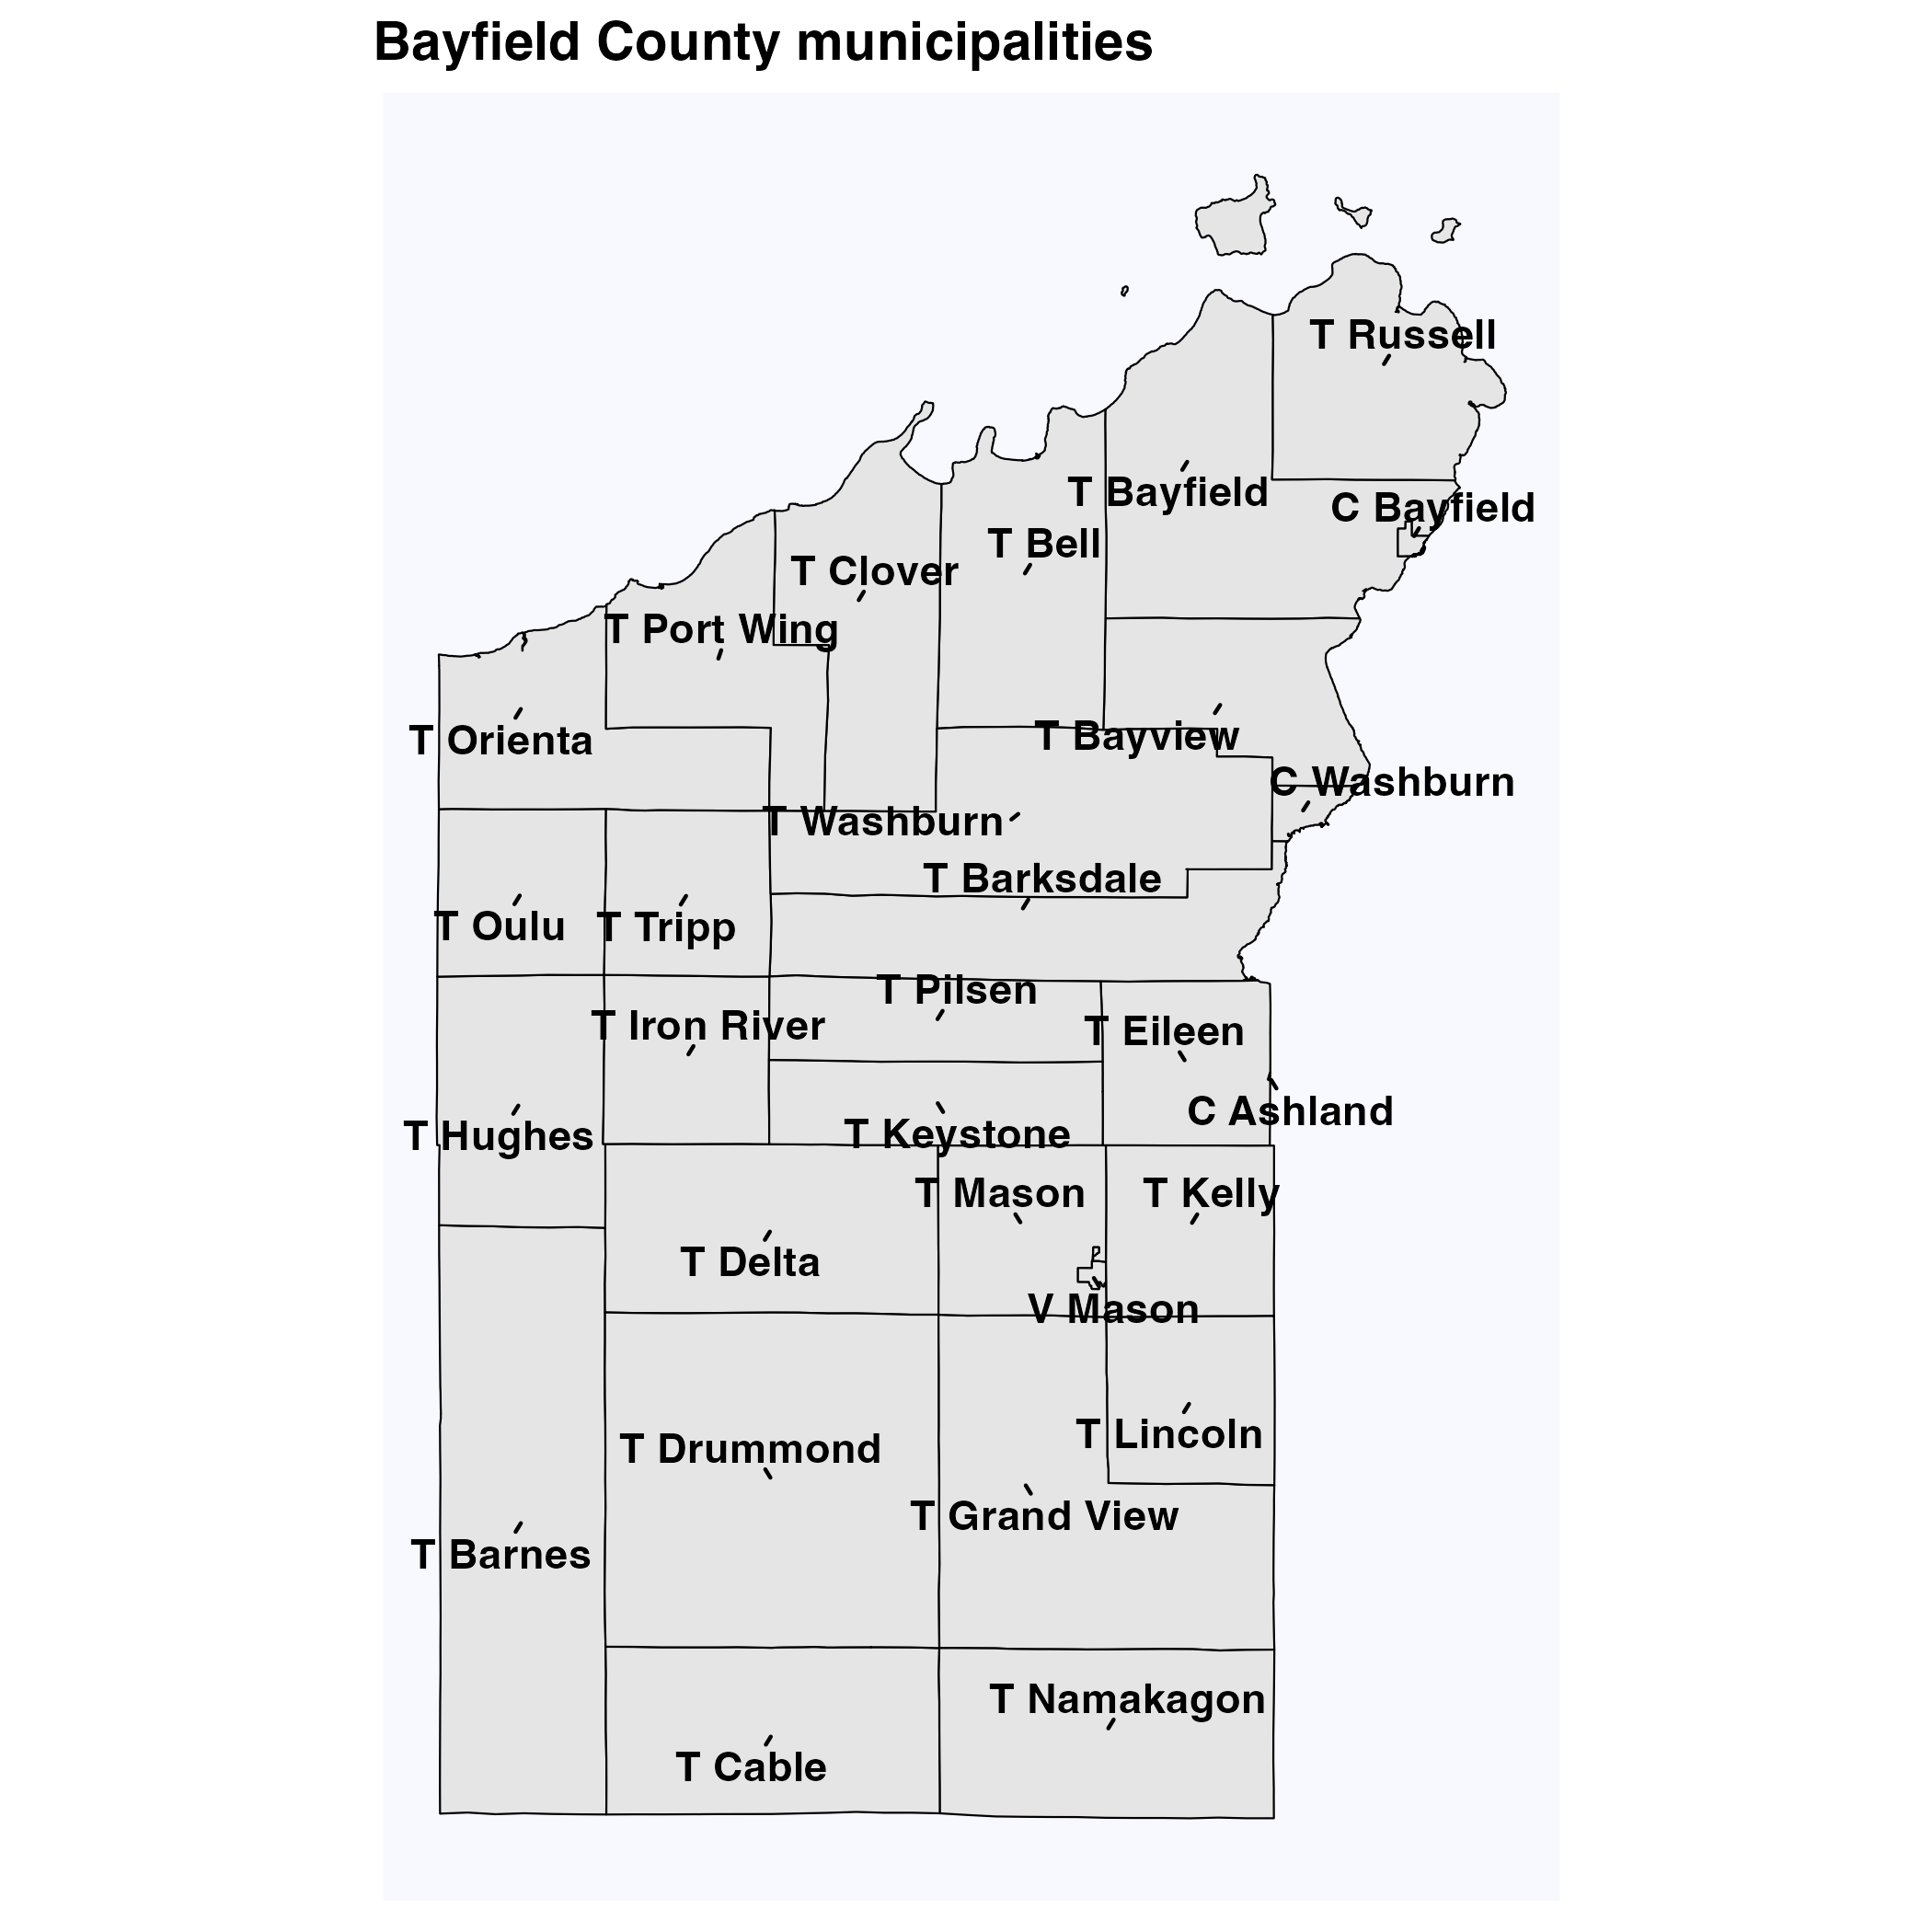 Bayfield County municipalities
T Russell
T Bayfield
C Bayfield
T Bell
T Clover
T Port Wing
T Orienta
T Bayview
C Washburn
T Washburn
T Barksdale
T Oulu
T Tripp
T Pilsen
T Iron River
T Eileen
C Ashland
T Keystone
T Hughes
T Mason
T Kelly
T Delta
V Mason
T Lincoln
T Drummond
T Grand View
T Barnes
T Namakagon
T Cable